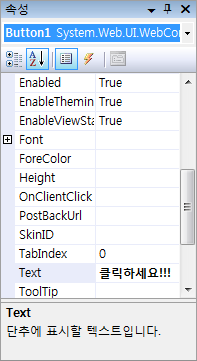 속성
Button1 System.Web.UI.WebCon
Enabled True
EnableThemin True
EnableViewSta True
Font
ForeColor
Height
OnClientClick
PostBackUrl
SkinID
TabIndex 0
Text 클릭하세요!!!
ToolTip
Text
단추에 표시할 텍스트입니다.